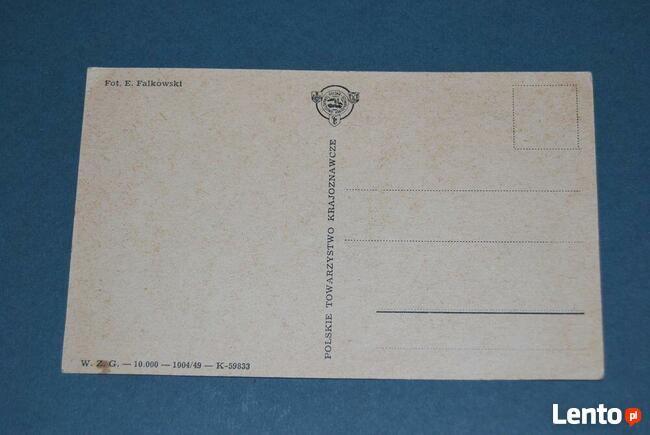 Fot. E. Falkowski
POLSKIE TOWARZYSTWO KRAJOZNAWCZE
W. Z. G. — 10.000 — 1004/49 — K-59833
Lento.pl